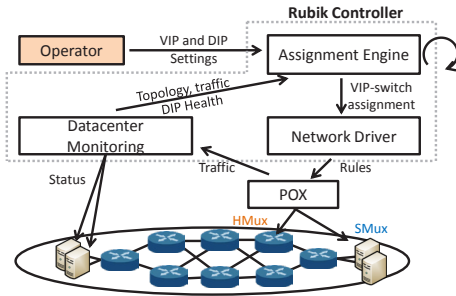 Rubik Controller
Operator
VIP and DIP
Settings
Assignment Engine
Topology, traffic
DIP Health
VIP-switch
assignment
Datacenter
Monitoring
Network Driver
Traffic
Rules
Status
POX
HMux
SMux